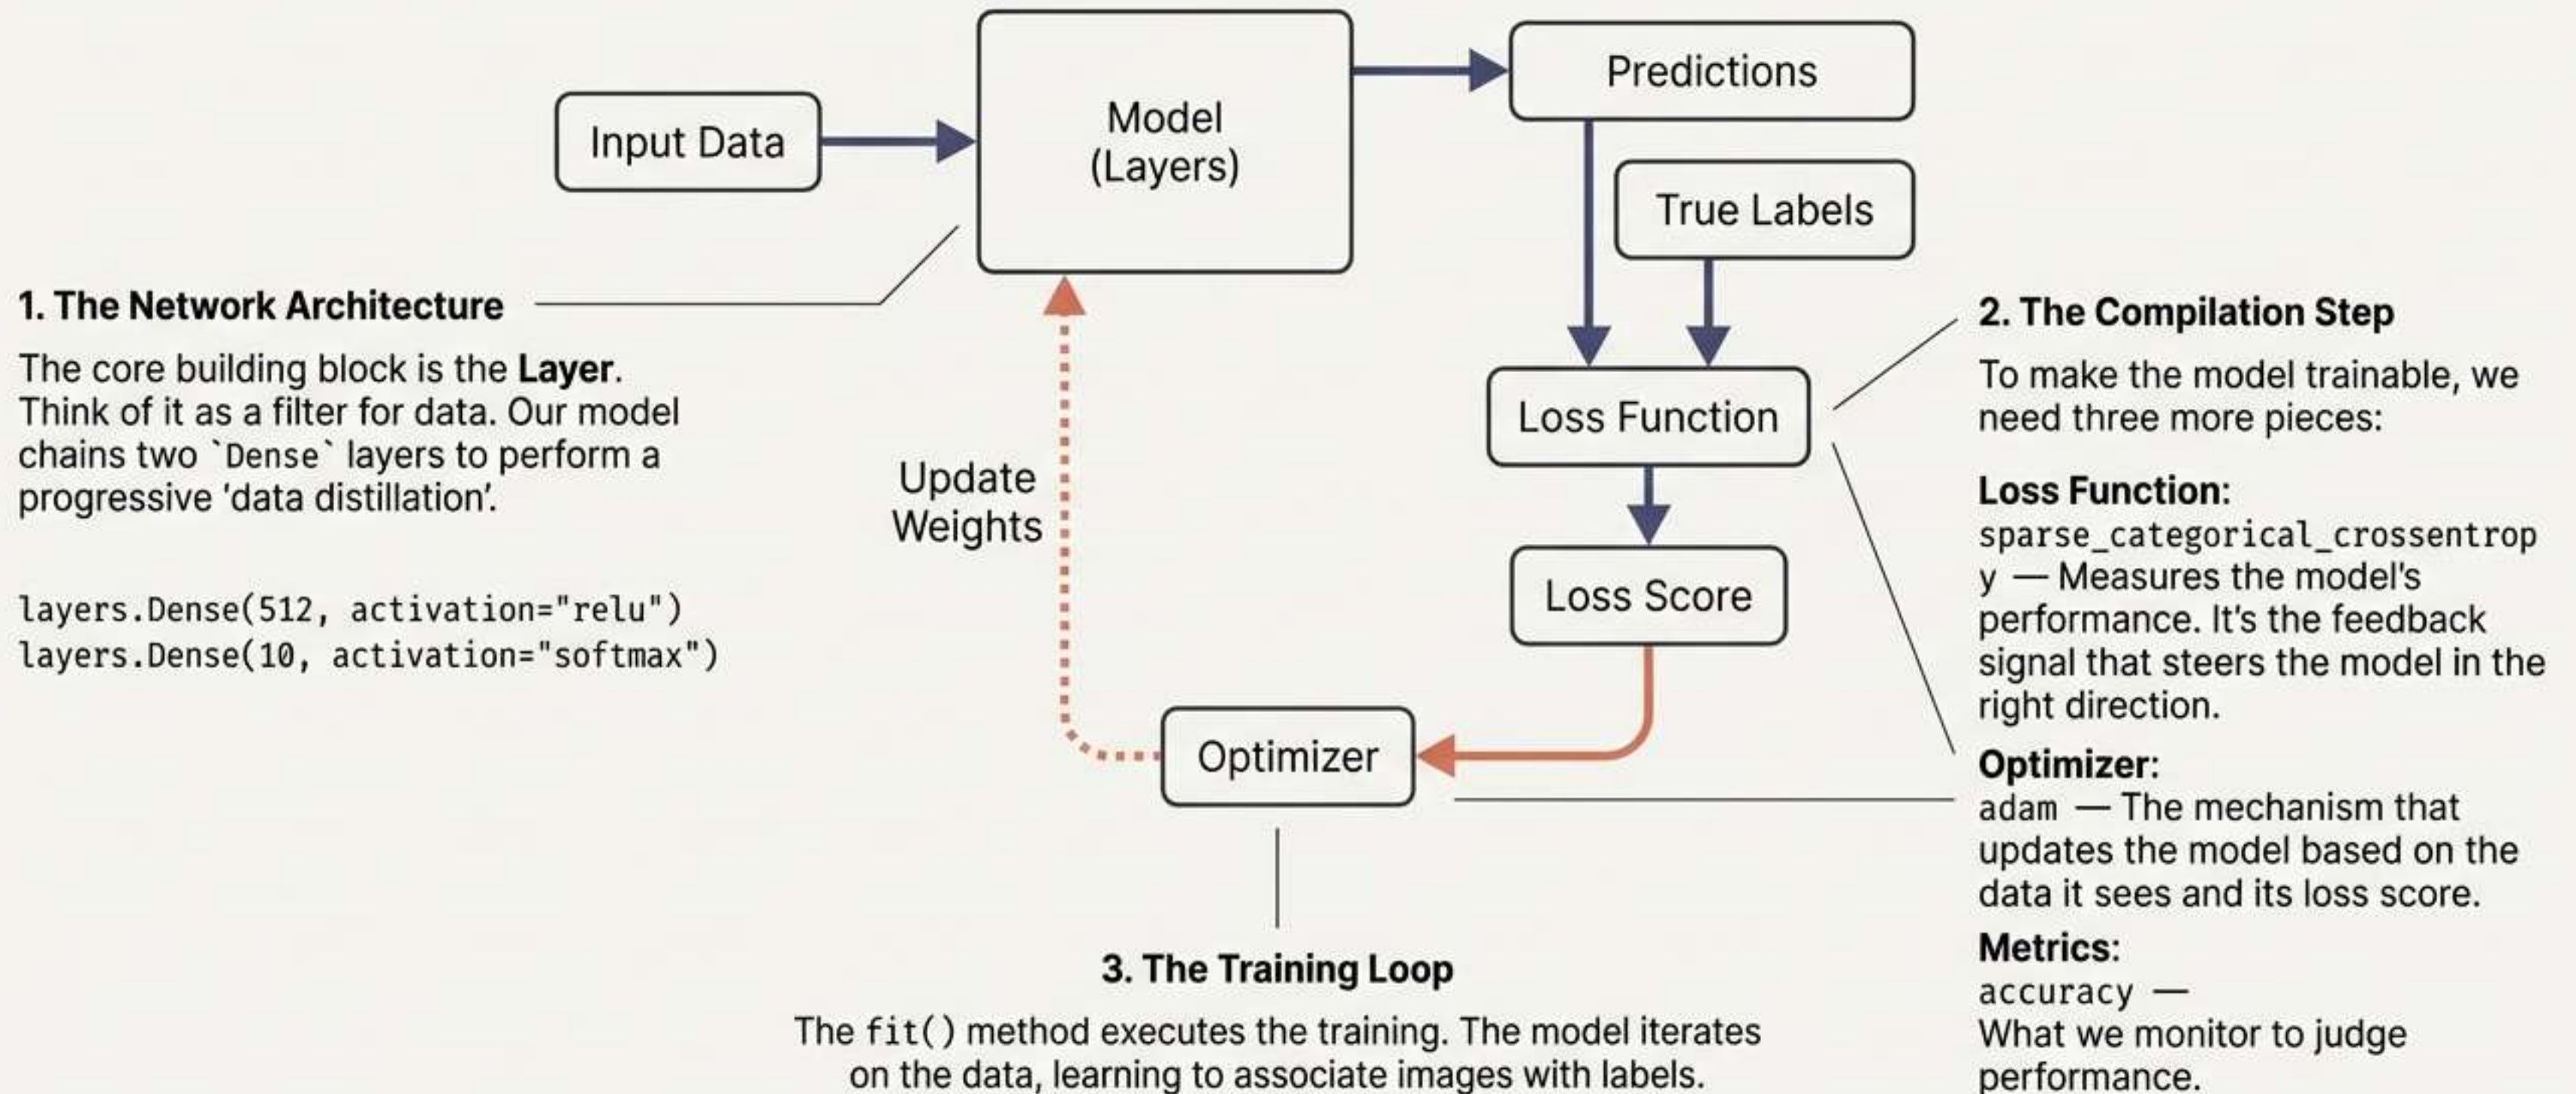 Input Data
Model
(Layers)
Predictions
True Labels
Loss Function
Loss Score
Optimizer
Update
Weights
1. The Network Architecture
The core building block is the Layer.
Think of it as a filter for data. Our model
chains two `Dense` layers to perform a
progressive ‘data distillation’.
layers.Dense(512, activation="relu")
layers.Dense(10, activation="softmax")
2. The Compilation Step
To make the model trainable, we
need three more pieces:
Loss Function:
sparse_categorical_crossentrop
y — Measures the model’s
performance. It’s the feedback
signal that steers the model in the
right direction.
Optimizer:
adam — The mechanism that
updates the model based on the
data it sees and its loss score.
Metrics:
accuracy —
What we monitor to judge
performance.
3. The Training Loop
The fit() method executes the training. The model iterates
on the data, learning to associate images with labels.